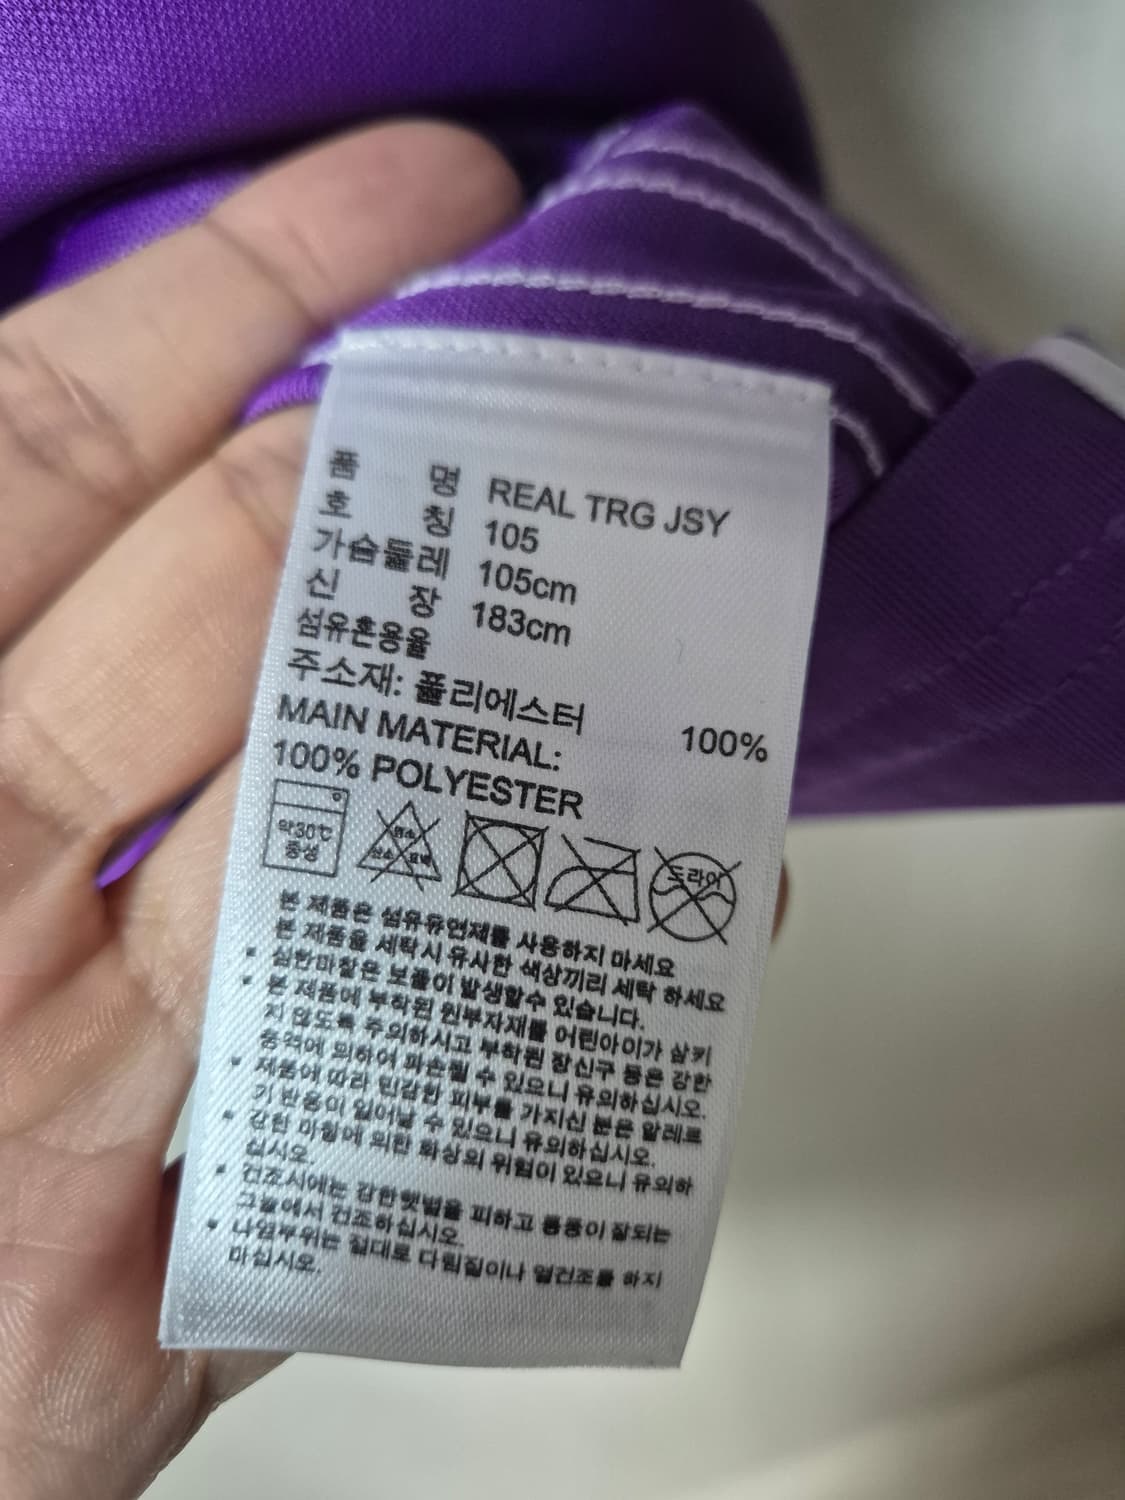 품 명 REAL TRG JSY
호 칭 105
가슴둘레 105cm
신 장 183cm
섬유혼용율
주소재: 폴리에스터 100%
MAIN MATERIAL:
100% POLYESTER
약30℃
중성
염소
산소 표백
드라이
본 제품은 섬유유연제를 사용하지 마세요
본 제품을 세탁시 유사한 색상끼리 세탁 하세요
• 심한마찰은 보풀이 발생할수 있습니다.
• 본 제품에 부착된 원부자재를 어린아이가 삼키
지 않도록 주의하시고 부착된 장신구 등은 강한
충격에 의하여 파손될 수 있으니 유의하십시오.
• 제품에 따라 민감한 피부를 가지신 분은 알레르
기 반응이 일어날 수 있으니 유의하십시오.
• 강한 마찰에 의한 화상의 위험이 있으니 유의하
십시오.
• 건조시에는 강한햇볕을 피하고 통풍이 잘되는
그늘에서 건조하십시오.
• 나염부위는 절대로 다림질이나 열건조를 하지
마십시오.